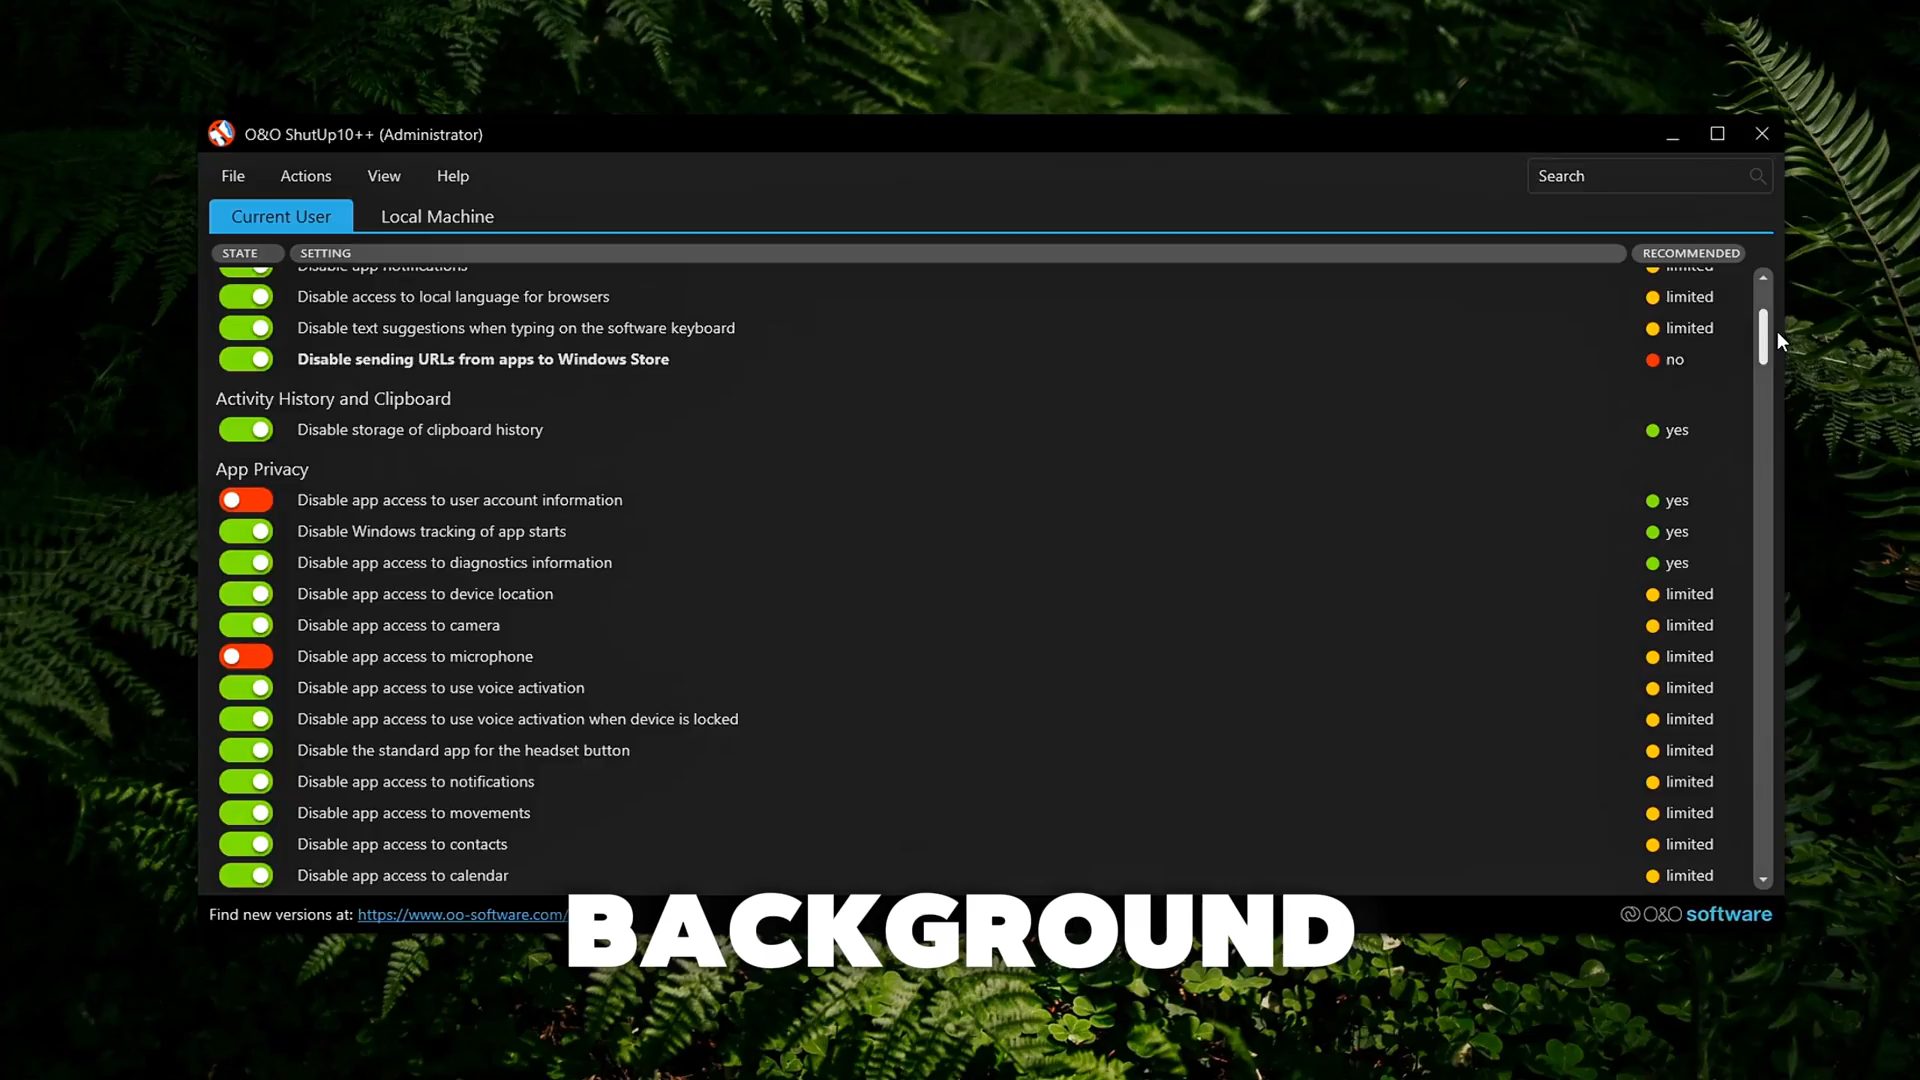 O&O ShutUp10++ (Administrator)
File Actions View Help Search
Current User Local Machine
STATE SETTING RECOMMENDED
Disable app notifications limited
Disable access to local language for browsers limited
Disable text suggestions when typing on the software keyboard limited
Disable sending URLs from apps to Windows Store no
Activity History and Clipboard
Disable storage of clipboard history yes
App Privacy
Disable app access to user account information yes
Disable Windows tracking of app starts yes
Disable app access to diagnostics information yes
Disable app access to device location limited
Disable app access to camera limited
Disable app access to microphone limited
Disable app access to use voice activation limited
Disable app access to use voice activation when device is locked limited
Disable the standard app for the headset button limited
Disable app access to notifications limited
Disable app access to movements limited
Disable app access to contacts limited
Disable app access to calendar limited
Find new versions at: https://www.oo-software.com/ O&O software
BACKGROUND